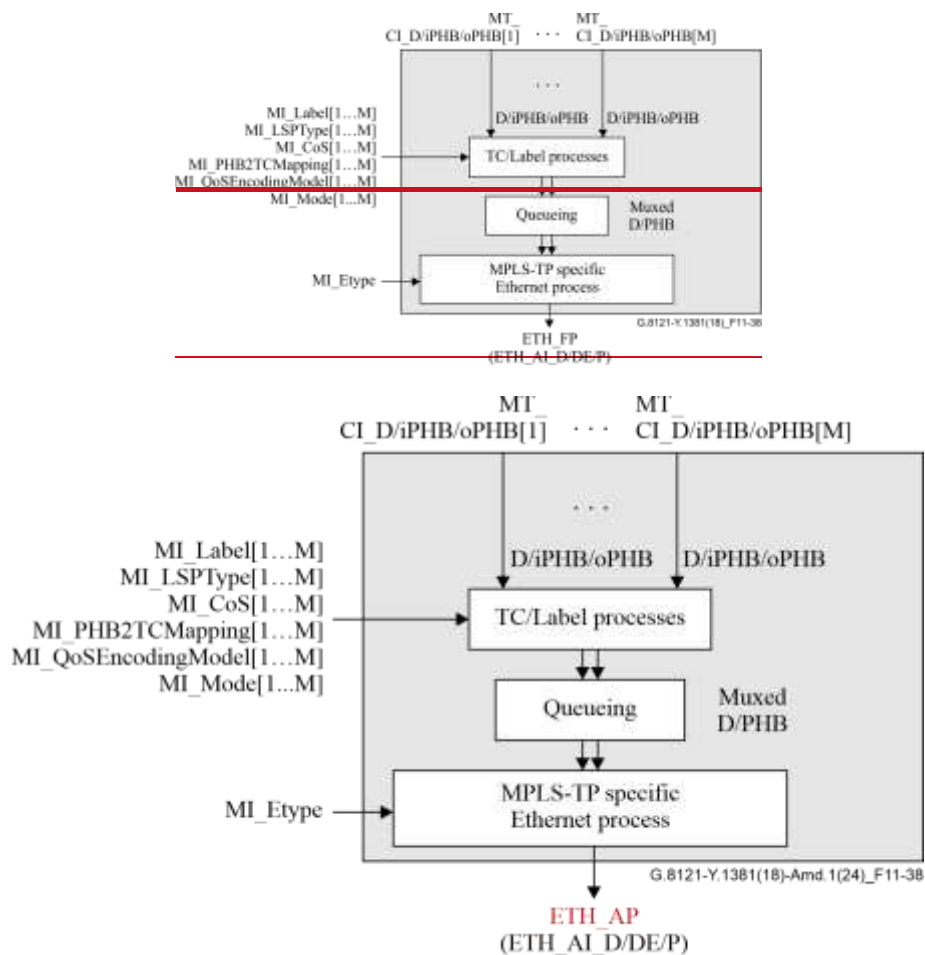 MT_ MT_
CI_D/iPHB/oPHB[1] · · · CI_D/iPHB/oPHB[M]
. . .
MI_Label[1…M]
D/iPHB/oPHB D/iPHB/oPHB
MI_LSPType[1…M]
MI_CoS[1…M]
TC/Label processes
MI_PHB2TCMapping[1…M]
MI_QoSEncodingModel[1…M]
MI_Mode[1…M]
Queueing
Muxed
D/PHB
MPLS-TP specific
Ethernet process
MI_Etype
G.8121-Y.1381(18)_F11-38
ETH_FP
(ETH_AI_D/DE/P)
MT_ MT_
CI_D/iPHB/oPHB[1] · · · CI_D/iPHB/oPHB[M]
. . .
MI_Label[1…M]
D/iPHB/oPHB D/iPHB/oPHB
MI_LSPType[1…M]
MI_CoS[1…M]
TC/Label processes
MI_PHB2TCMapping[1…M]
MI_QoSEncodingModel[1…M]
MI_Mode[1...M]
Queueing
Muxed
D/PHB
MPLS-TP specific
Ethernet process
MI_Etype
G.8121-Y.1381(18)-Amd.1(24)_F11-38
ETH_AP
(ETH_AI_D/DE/P)